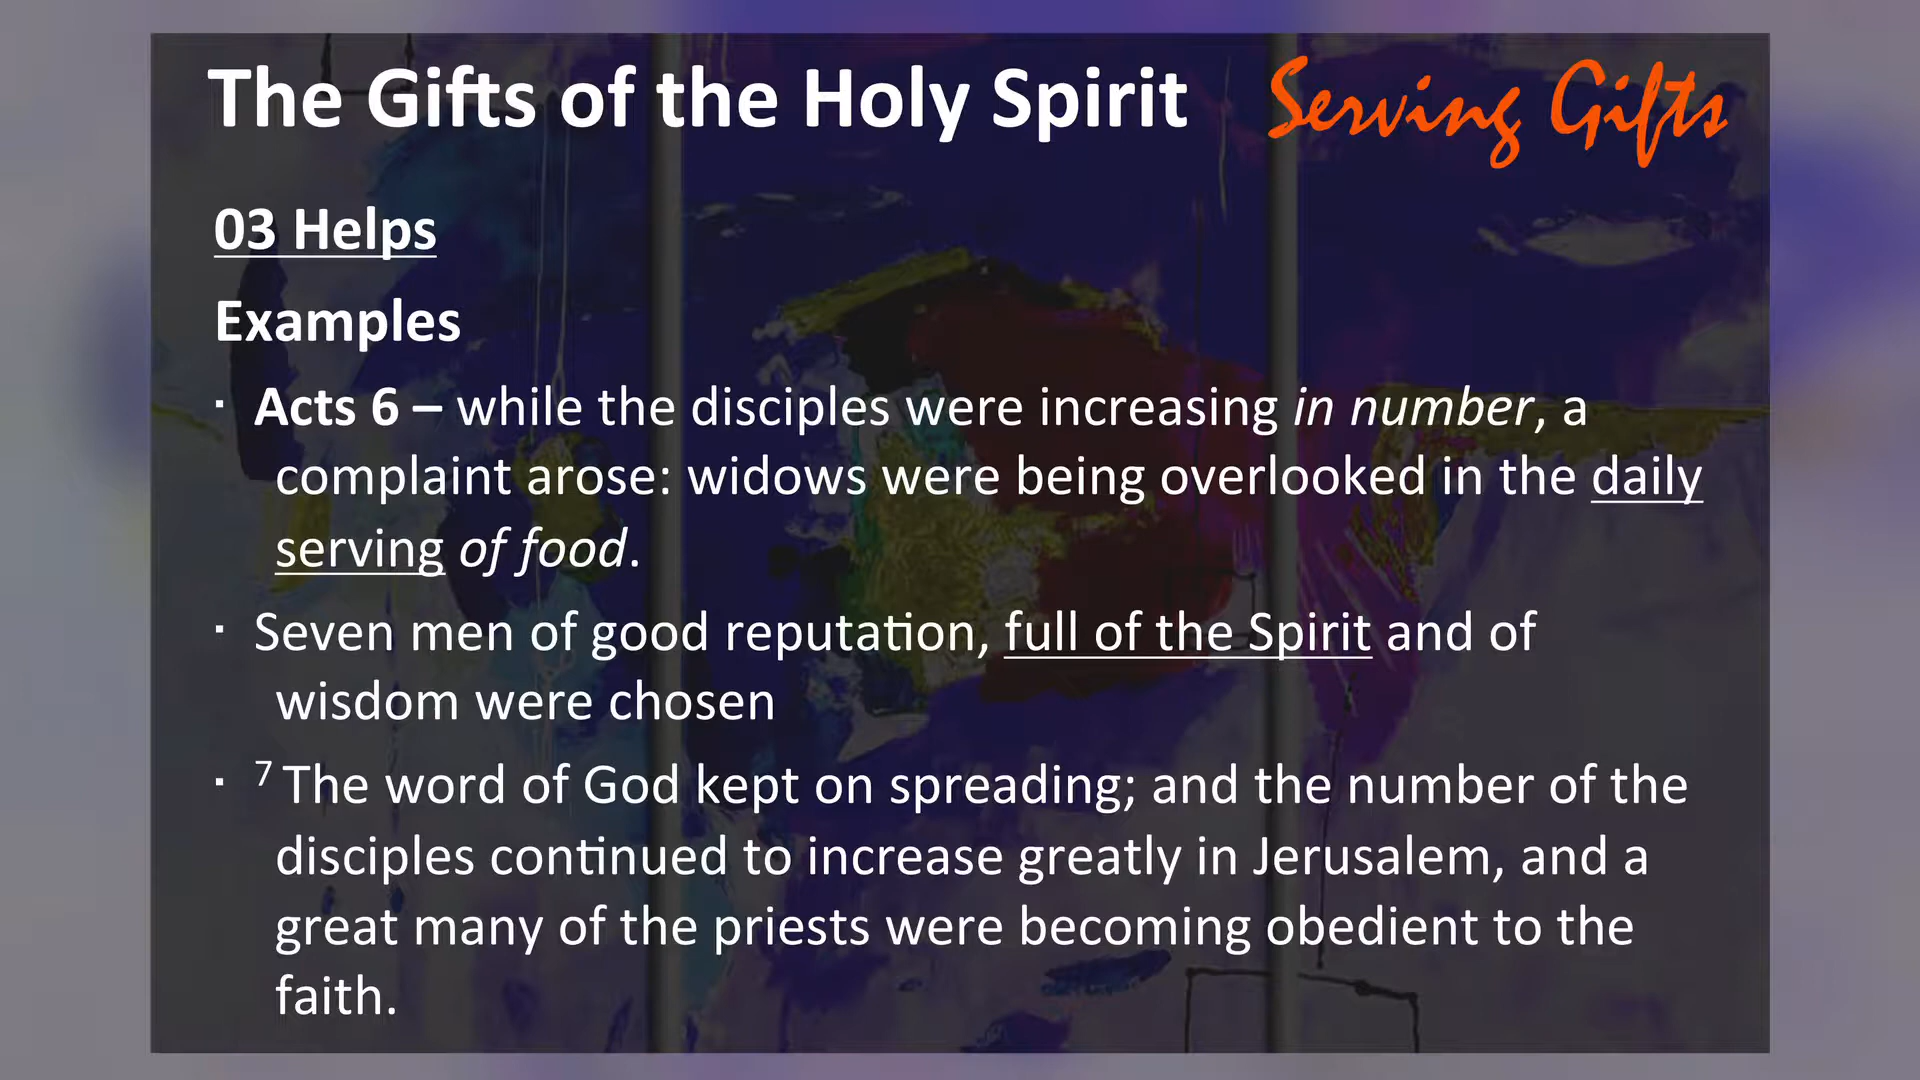 The Gifts of the Holy Spirit Serving Gifts
03 Helps
Examples
▪ Acts 6 – while the disciples were increasing in number, a
complaint arose: widows were being overlooked in the daily
serving of food.
▪ Seven men of good reputation, full of the Spirit and of
wisdom were chosen
▪ 7 The word of God kept on spreading; and the number of the
disciples continued to increase greatly in Jerusalem, and a
great many of the priests were becoming obedient to the
faith.